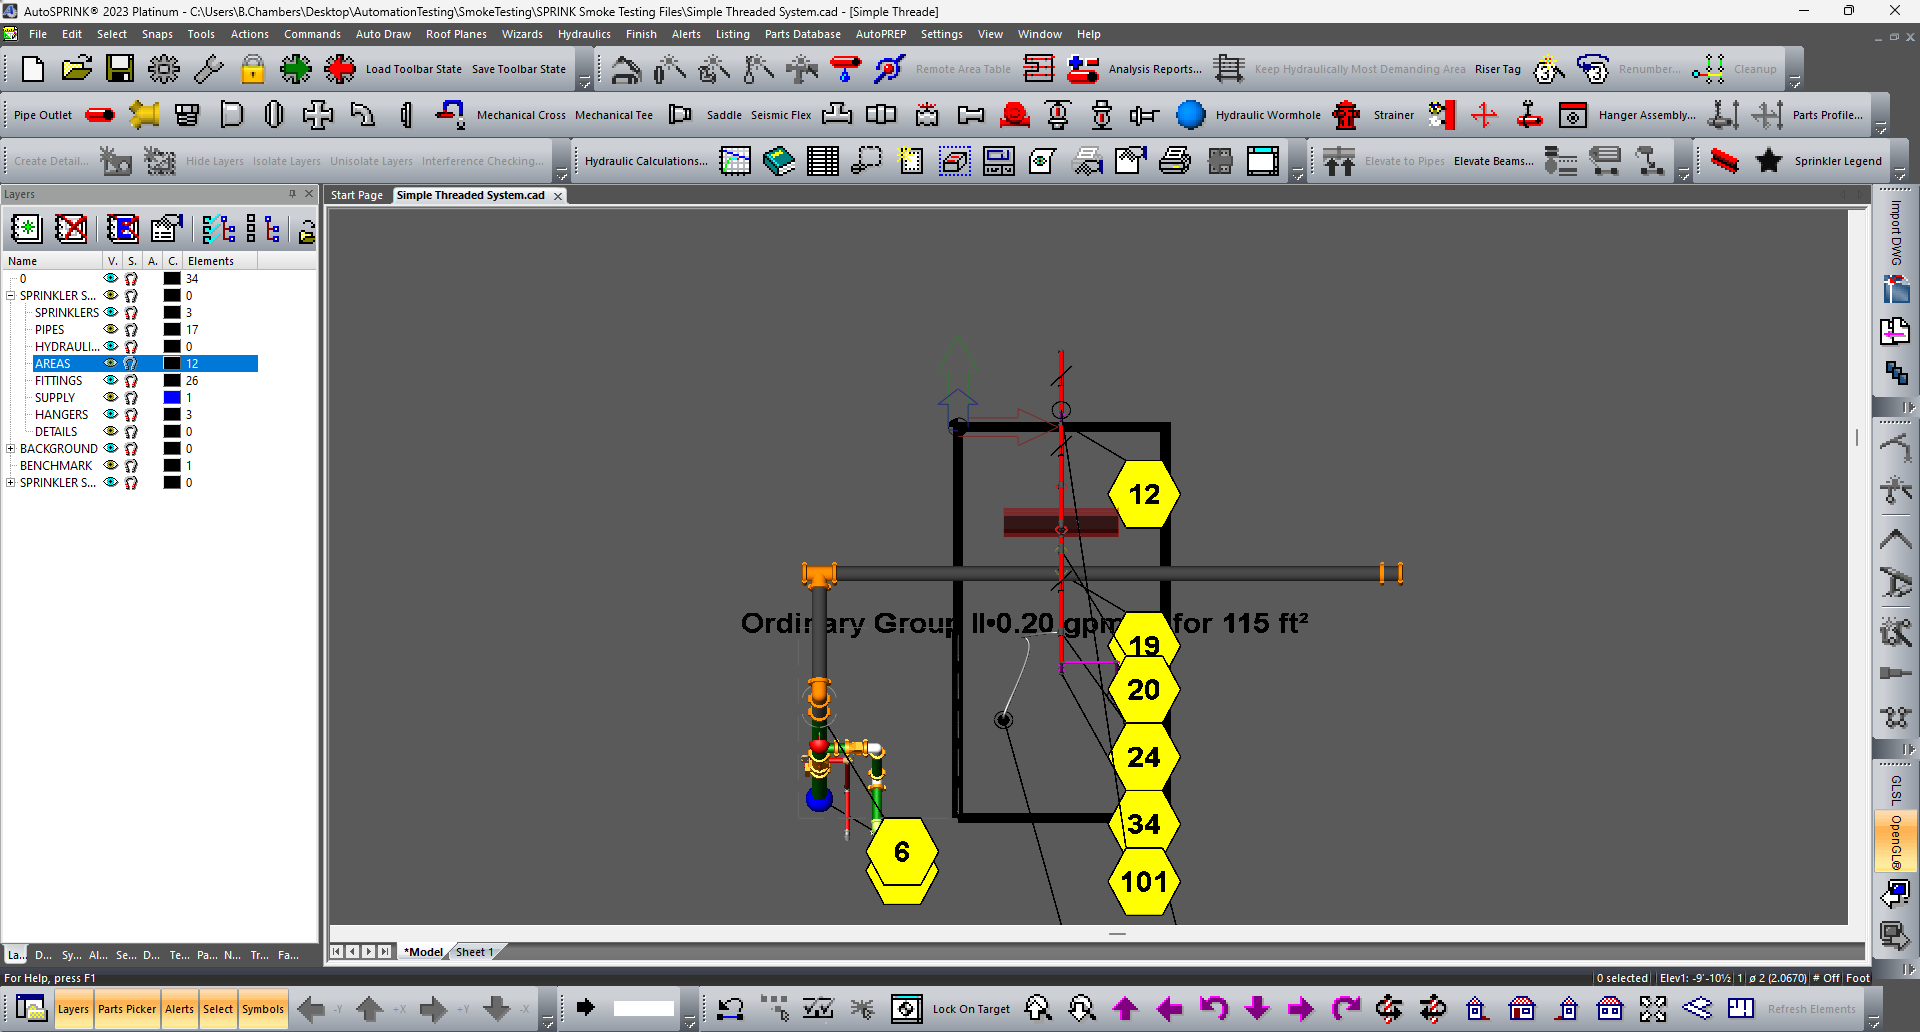 AutoSPRINK® 2023 Platinum - C:\Users\B.Chambers\Desktop\AutomationTesting\SmokeTesting\SPRINK Smoke Testing Files\Simple Threaded System.cad - [Simple Threade]
File Edit Select Snaps Tools Actions Commands Auto Draw Roof Planes Wizards Hydraulics Finish Alerts Listing Parts Database AutoPREP Settings View Window Help
Load Toolbar State Save Toolbar State Remote Area Table Analysis Reports... Keep Hydraulically Most Demanding Area Riser Tag Renumber... Cleanup
Pipe Outlet Mechanical Cross Mechanical Tee Saddle Seismic Flex Hydraulic Wormhole Strainer Hanger Assembly... Parts Profile...
Create Detail... Hide Layers Isolate Layers Unisolate Layers Interference Checking... Hydraulic Calculations... Elevate to Pipes Elevate Beams... Sprinkler Legend
Layers
Start Page Simple Threaded System.cad
Name V. S. A. C. Elements
0 34
SPRINKLER S... 0
SPRINKLERS 3
PIPES 17
HYDRAULI... 0
AREAS 12
FITTINGS 26
SUPPLY 1
HANGERS 3
DETAILS 0
BACKGROUND 0
BENCHMARK 1
SPRINKLER S... 0
12
Ordinary Group II•0.20 gpm for 115 ft²
19
20
24
34
6
101
Import DWG
GLSL
OpenGL®
La... D... Sy... Al... Se... D... Te... Pa... N... Tr... Fa...
*Model Sheet 1
For Help, press F1
0 selected Elev1: -9'-10½ 1 ø 2 (2.0670) # Off Foot
Layers Parts Picker Alerts Select Symbols -Y +X +Y -X Lock On Target Refresh Elements